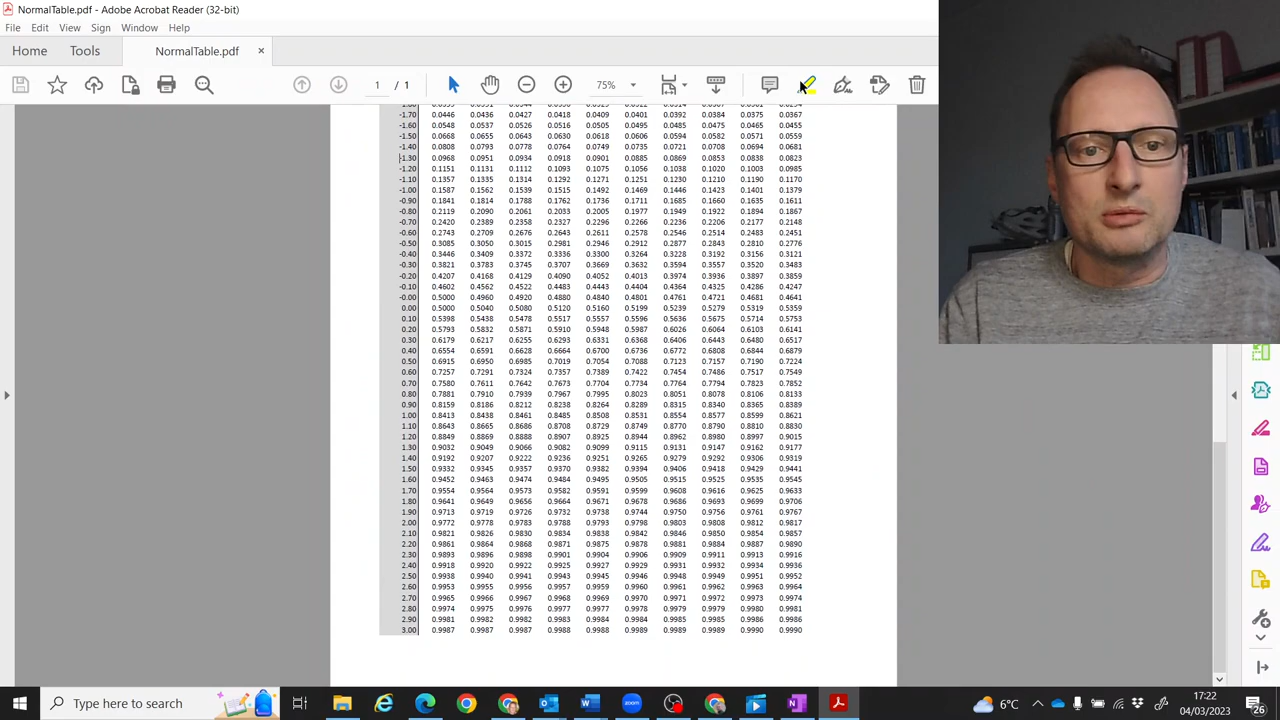 NormalTable.pdf - Adobe Acrobat Reader (32-bit)
File Edit View Sign Window Help
Home Tools NormalTable.pdf ×
1 / 1 75%
-1.70 0.0446 0.0436 0.0427 0.0418 0.0409 0.0401 0.0392 0.0384 0.0375 0.0367
-1.60 0.0548 0.0537 0.0526 0.0516 0.0505 0.0495 0.0485 0.0475 0.0465 0.0455
-1.50 0.0668 0.0655 0.0643 0.0630 0.0618 0.0606 0.0594 0.0582 0.0571 0.0559
-1.40 0.0808 0.0793 0.0778 0.0764 0.0749 0.0735 0.0721 0.0708 0.0694 0.0681
-1.30 0.0968 0.0951 0.0934 0.0918 0.0901 0.0885 0.0869 0.0853 0.0838 0.0823
-1.20 0.1151 0.1131 0.1112 0.1093 0.1075 0.1056 0.1038 0.1020 0.1003 0.0985
-1.10 0.1357 0.1335 0.1314 0.1292 0.1271 0.1251 0.1230 0.1210 0.1190 0.1170
-1.00 0.1587 0.1562 0.1539 0.1515 0.1492 0.1469 0.1446 0.1423 0.1401 0.1379
-0.90 0.1841 0.1814 0.1788 0.1762 0.1736 0.1711 0.1685 0.1660 0.1635 0.1611
-0.80 0.2119 0.2090 0.2061 0.2033 0.2005 0.1977 0.1949 0.1922 0.1894 0.1867
-0.70 0.2420 0.2389 0.2358 0.2327 0.2296 0.2266 0.2236 0.2206 0.2177 0.2148
-0.60 0.2743 0.2709 0.2676 0.2643 0.2611 0.2578 0.2546 0.2514 0.2483 0.2451
-0.50 0.3085 0.3050 0.3015 0.2981 0.2946 0.2912 0.2877 0.2843 0.2810 0.2776
-0.40 0.3446 0.3409 0.3372 0.3336 0.3300 0.3264 0.3228 0.3192 0.3156 0.3121
-0.30 0.3821 0.3783 0.3745 0.3707 0.3669 0.3632 0.3594 0.3557 0.3520 0.3483
-0.20 0.4207 0.4168 0.4129 0.4090 0.4052 0.4013 0.3974 0.3936 0.3897 0.3859
-0.10 0.4602 0.4562 0.4522 0.4483 0.4443 0.4404 0.4364 0.4325 0.4286 0.4247
-0.00 0.5000 0.4960 0.4920 0.4880 0.4840 0.4801 0.4761 0.4721 0.4681 0.4641
0.00 0.5000 0.5040 0.5080 0.5120 0.5160 0.5199 0.5239 0.5279 0.5319 0.5359
0.10 0.5398 0.5438 0.5478 0.5517 0.5557 0.5596 0.5636 0.5675 0.5714 0.5753
0.20 0.5793 0.5832 0.5871 0.5910 0.5948 0.5987 0.6026 0.6064 0.6103 0.6141
0.30 0.6179 0.6217 0.6255 0.6293 0.6331 0.6368 0.6406 0.6443 0.6480 0.6517
0.40 0.6554 0.6591 0.6628 0.6664 0.6700 0.6736 0.6772 0.6808 0.6844 0.6879
0.50 0.6915 0.6950 0.6985 0.7019 0.7054 0.7088 0.7123 0.7157 0.7190 0.7224
0.60 0.7257 0.7291 0.7324 0.7357 0.7389 0.7422 0.7454 0.7486 0.7517 0.7549
0.70 0.7580 0.7611 0.7642 0.7673 0.7704 0.7734 0.7764 0.7794 0.7823 0.7852
0.80 0.7881 0.7910 0.7939 0.7967 0.7995 0.8023 0.8051 0.8078 0.8106 0.8133
0.90 0.8159 0.8186 0.8212 0.8238 0.8264 0.8289 0.8315 0.8340 0.8365 0.8389
1.00 0.8413 0.8438 0.8461 0.8485 0.8508 0.8531 0.8554 0.8577 0.8599 0.8621
1.10 0.8643 0.8665 0.8686 0.8708 0.8729 0.8749 0.8770 0.8790 0.8810 0.8830
1.20 0.8849 0.8869 0.8888 0.8907 0.8925 0.8944 0.8962 0.8980 0.8997 0.9015
1.30 0.9032 0.9049 0.9066 0.9082 0.9099 0.9115 0.9131 0.9147 0.9162 0.9177
1.40 0.9192 0.9207 0.9222 0.9236 0.9251 0.9265 0.9279 0.9292 0.9306 0.9319
1.50 0.9332 0.9345 0.9357 0.9370 0.9382 0.9394 0.9406 0.9418 0.9429 0.9441
1.60 0.9452 0.9463 0.9474 0.9484 0.9495 0.9505 0.9515 0.9525 0.9535 0.9545
1.70 0.9554 0.9564 0.9573 0.9582 0.9591 0.9599 0.9608 0.9616 0.9625 0.9633
1.80 0.9641 0.9649 0.9656 0.9664 0.9671 0.9678 0.9686 0.9693 0.9699 0.9706
1.90 0.9713 0.9719 0.9726 0.9732 0.9738 0.9744 0.9750 0.9756 0.9761 0.9767
2.00 0.9772 0.9778 0.9783 0.9788 0.9793 0.9798 0.9803 0.9808 0.9812 0.9817
2.10 0.9821 0.9826 0.9830 0.9834 0.9838 0.9842 0.9846 0.9850 0.9854 0.9857
2.20 0.9861 0.9864 0.9868 0.9871 0.9875 0.9878 0.9881 0.9884 0.9887 0.9890
2.30 0.9893 0.9896 0.9898 0.9901 0.9904 0.9906 0.9909 0.9911 0.9913 0.9916
2.40 0.9918 0.9920 0.9922 0.9925 0.9927 0.9929 0.9931 0.9932 0.9934 0.9936
2.50 0.9938 0.9940 0.9941 0.9943 0.9945 0.9946 0.9948 0.9949 0.9951 0.9952
2.60 0.9953 0.9955 0.9956 0.9957 0.9959 0.9960 0.9961 0.9962 0.9963 0.9964
2.70 0.9965 0.9966 0.9967 0.9968 0.9969 0.9970 0.9971 0.9972 0.9973 0.9974
2.80 0.9974 0.9975 0.9976 0.9977 0.9977 0.9978 0.9979 0.9979 0.9980 0.9981
2.90 0.9981 0.9982 0.9982 0.9983 0.9984 0.9984 0.9985 0.9985 0.9986 0.9986
3.00 0.9987 0.9987 0.9987 0.9988 0.9988 0.9989 0.9989 0.9989 0.9990 0.9990
Type here to search
6°C
17:22
04/03/2023
26